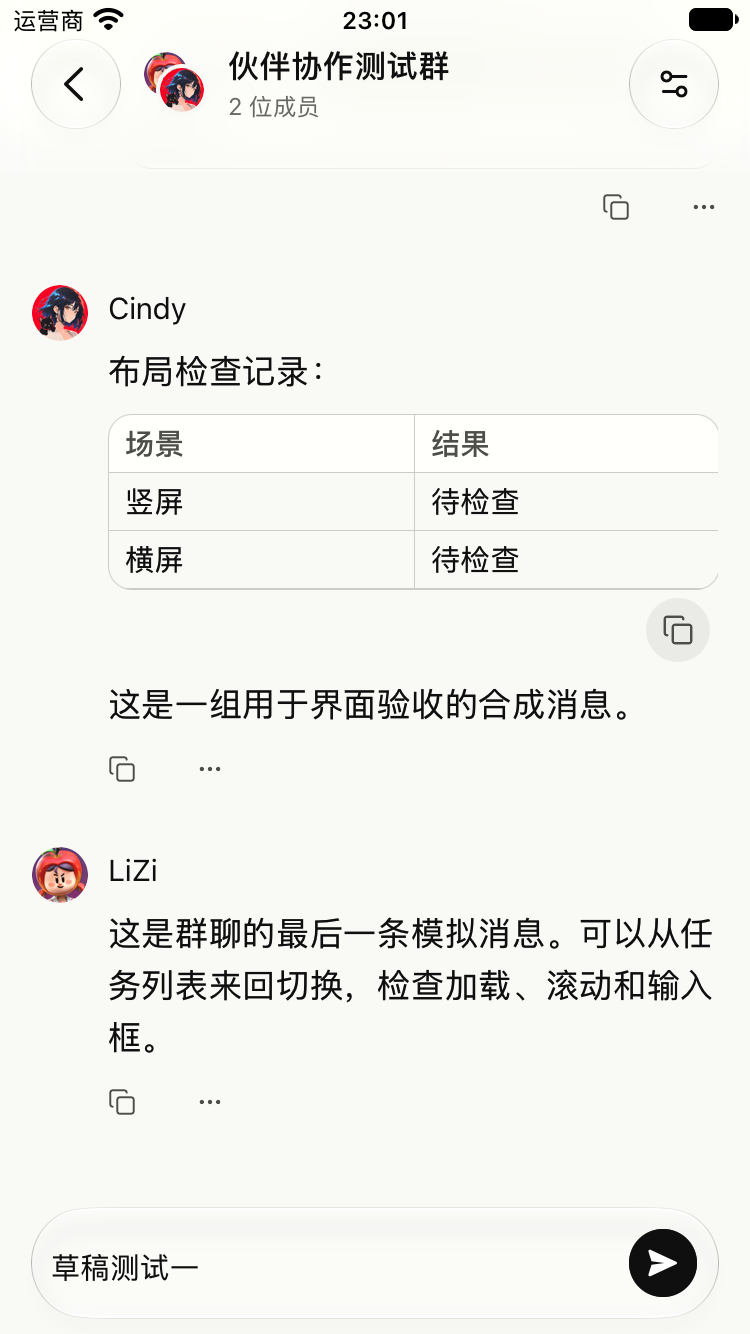 运营商 23:01
伙伴协作测试群
2 位成员
Cindy
布局检查记录：
场景 结果
竖屏 待检查
横屏 待检查
这是一组用于界面验收的合成消息。
LiZi
这是群聊的最后一条模拟消息。可以从任
务列表来回切换，检查加载、滚动和输入
框。
草稿测试一